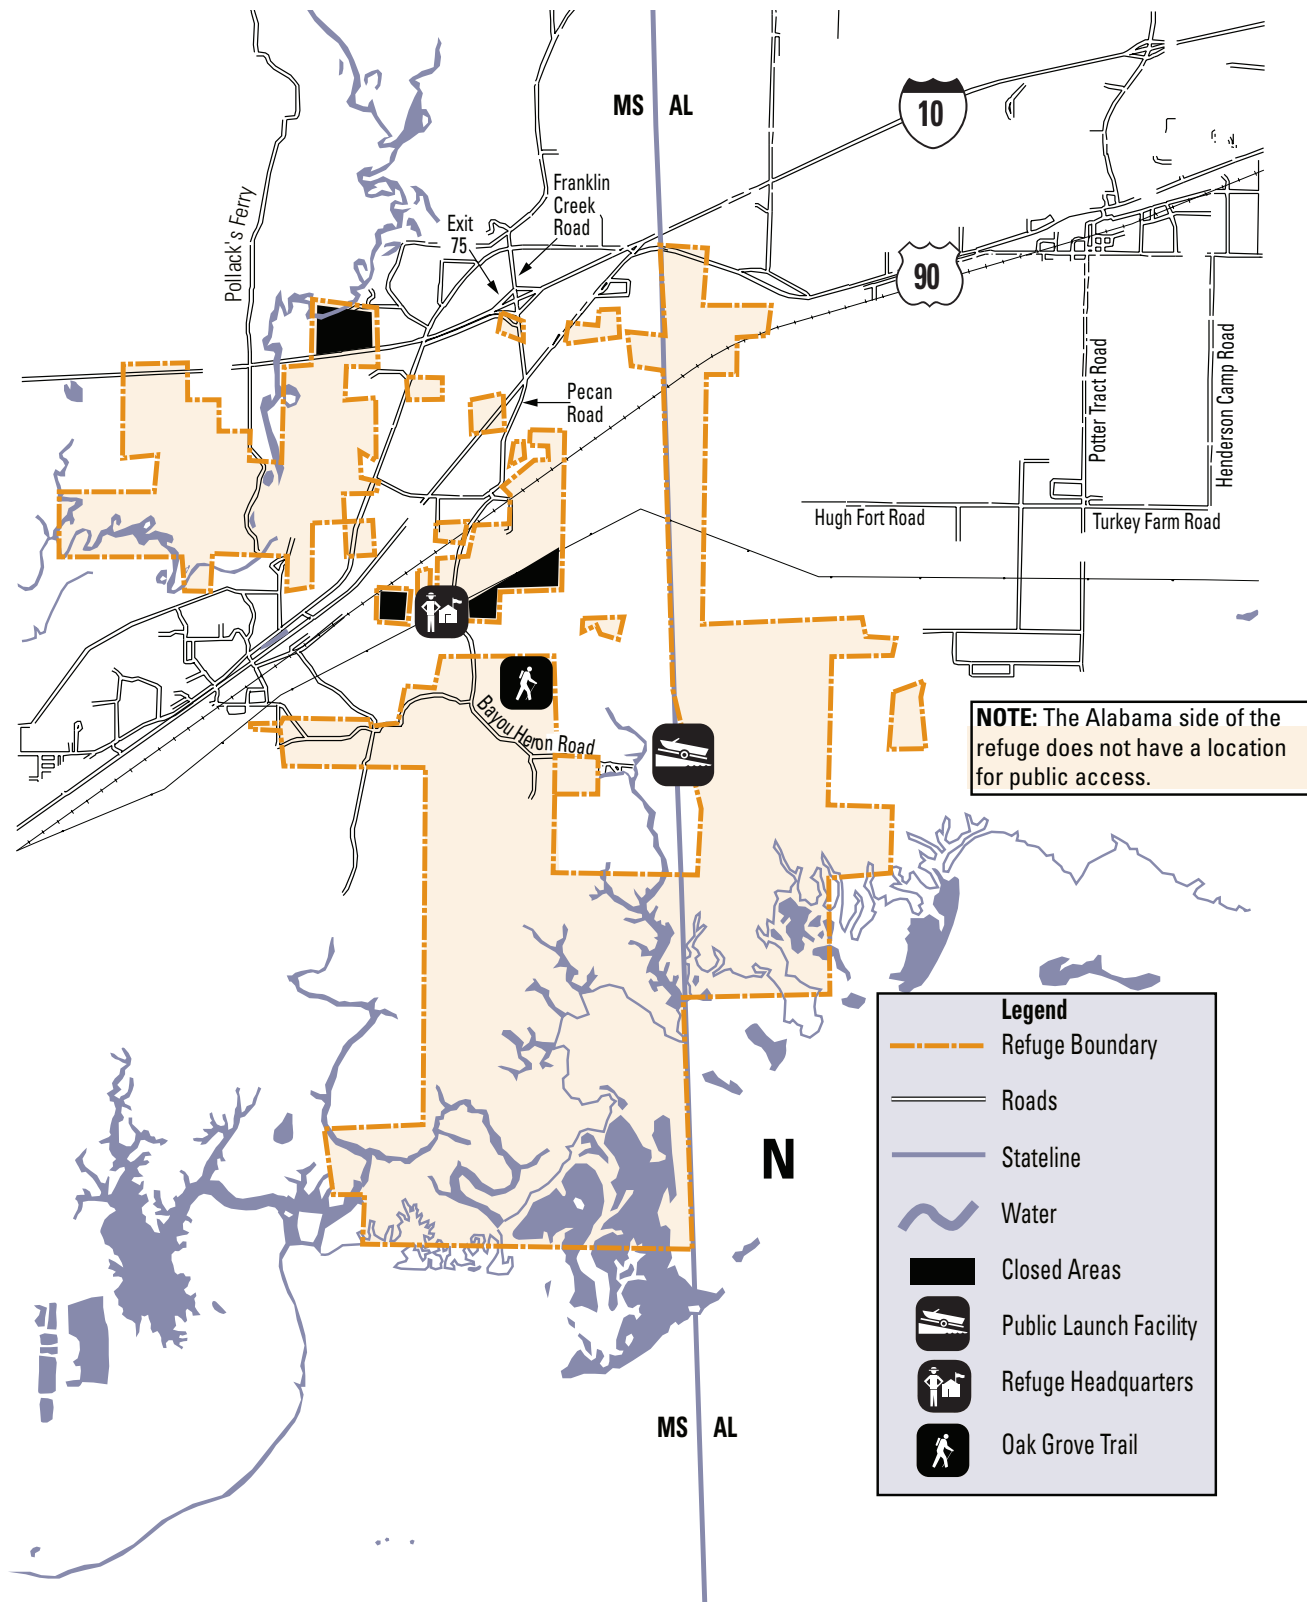 MS AL
10
Franklin
Creek
Road
Exit
75
Pollack's Ferry
90
Pecan
Road
Potter Tract Road
Henderson Camp Road
Hugh Fort Road
Turkey Farm Road
Bayou Heron Road
NOTE: The Alabama side of the
refuge does not have a location
for public access.
N
Legend
Refuge Boundary
Roads
Stateline
Water
Closed Areas
Public Launch Facility
Refuge Headquarters
Oak Grove Trail
MS AL